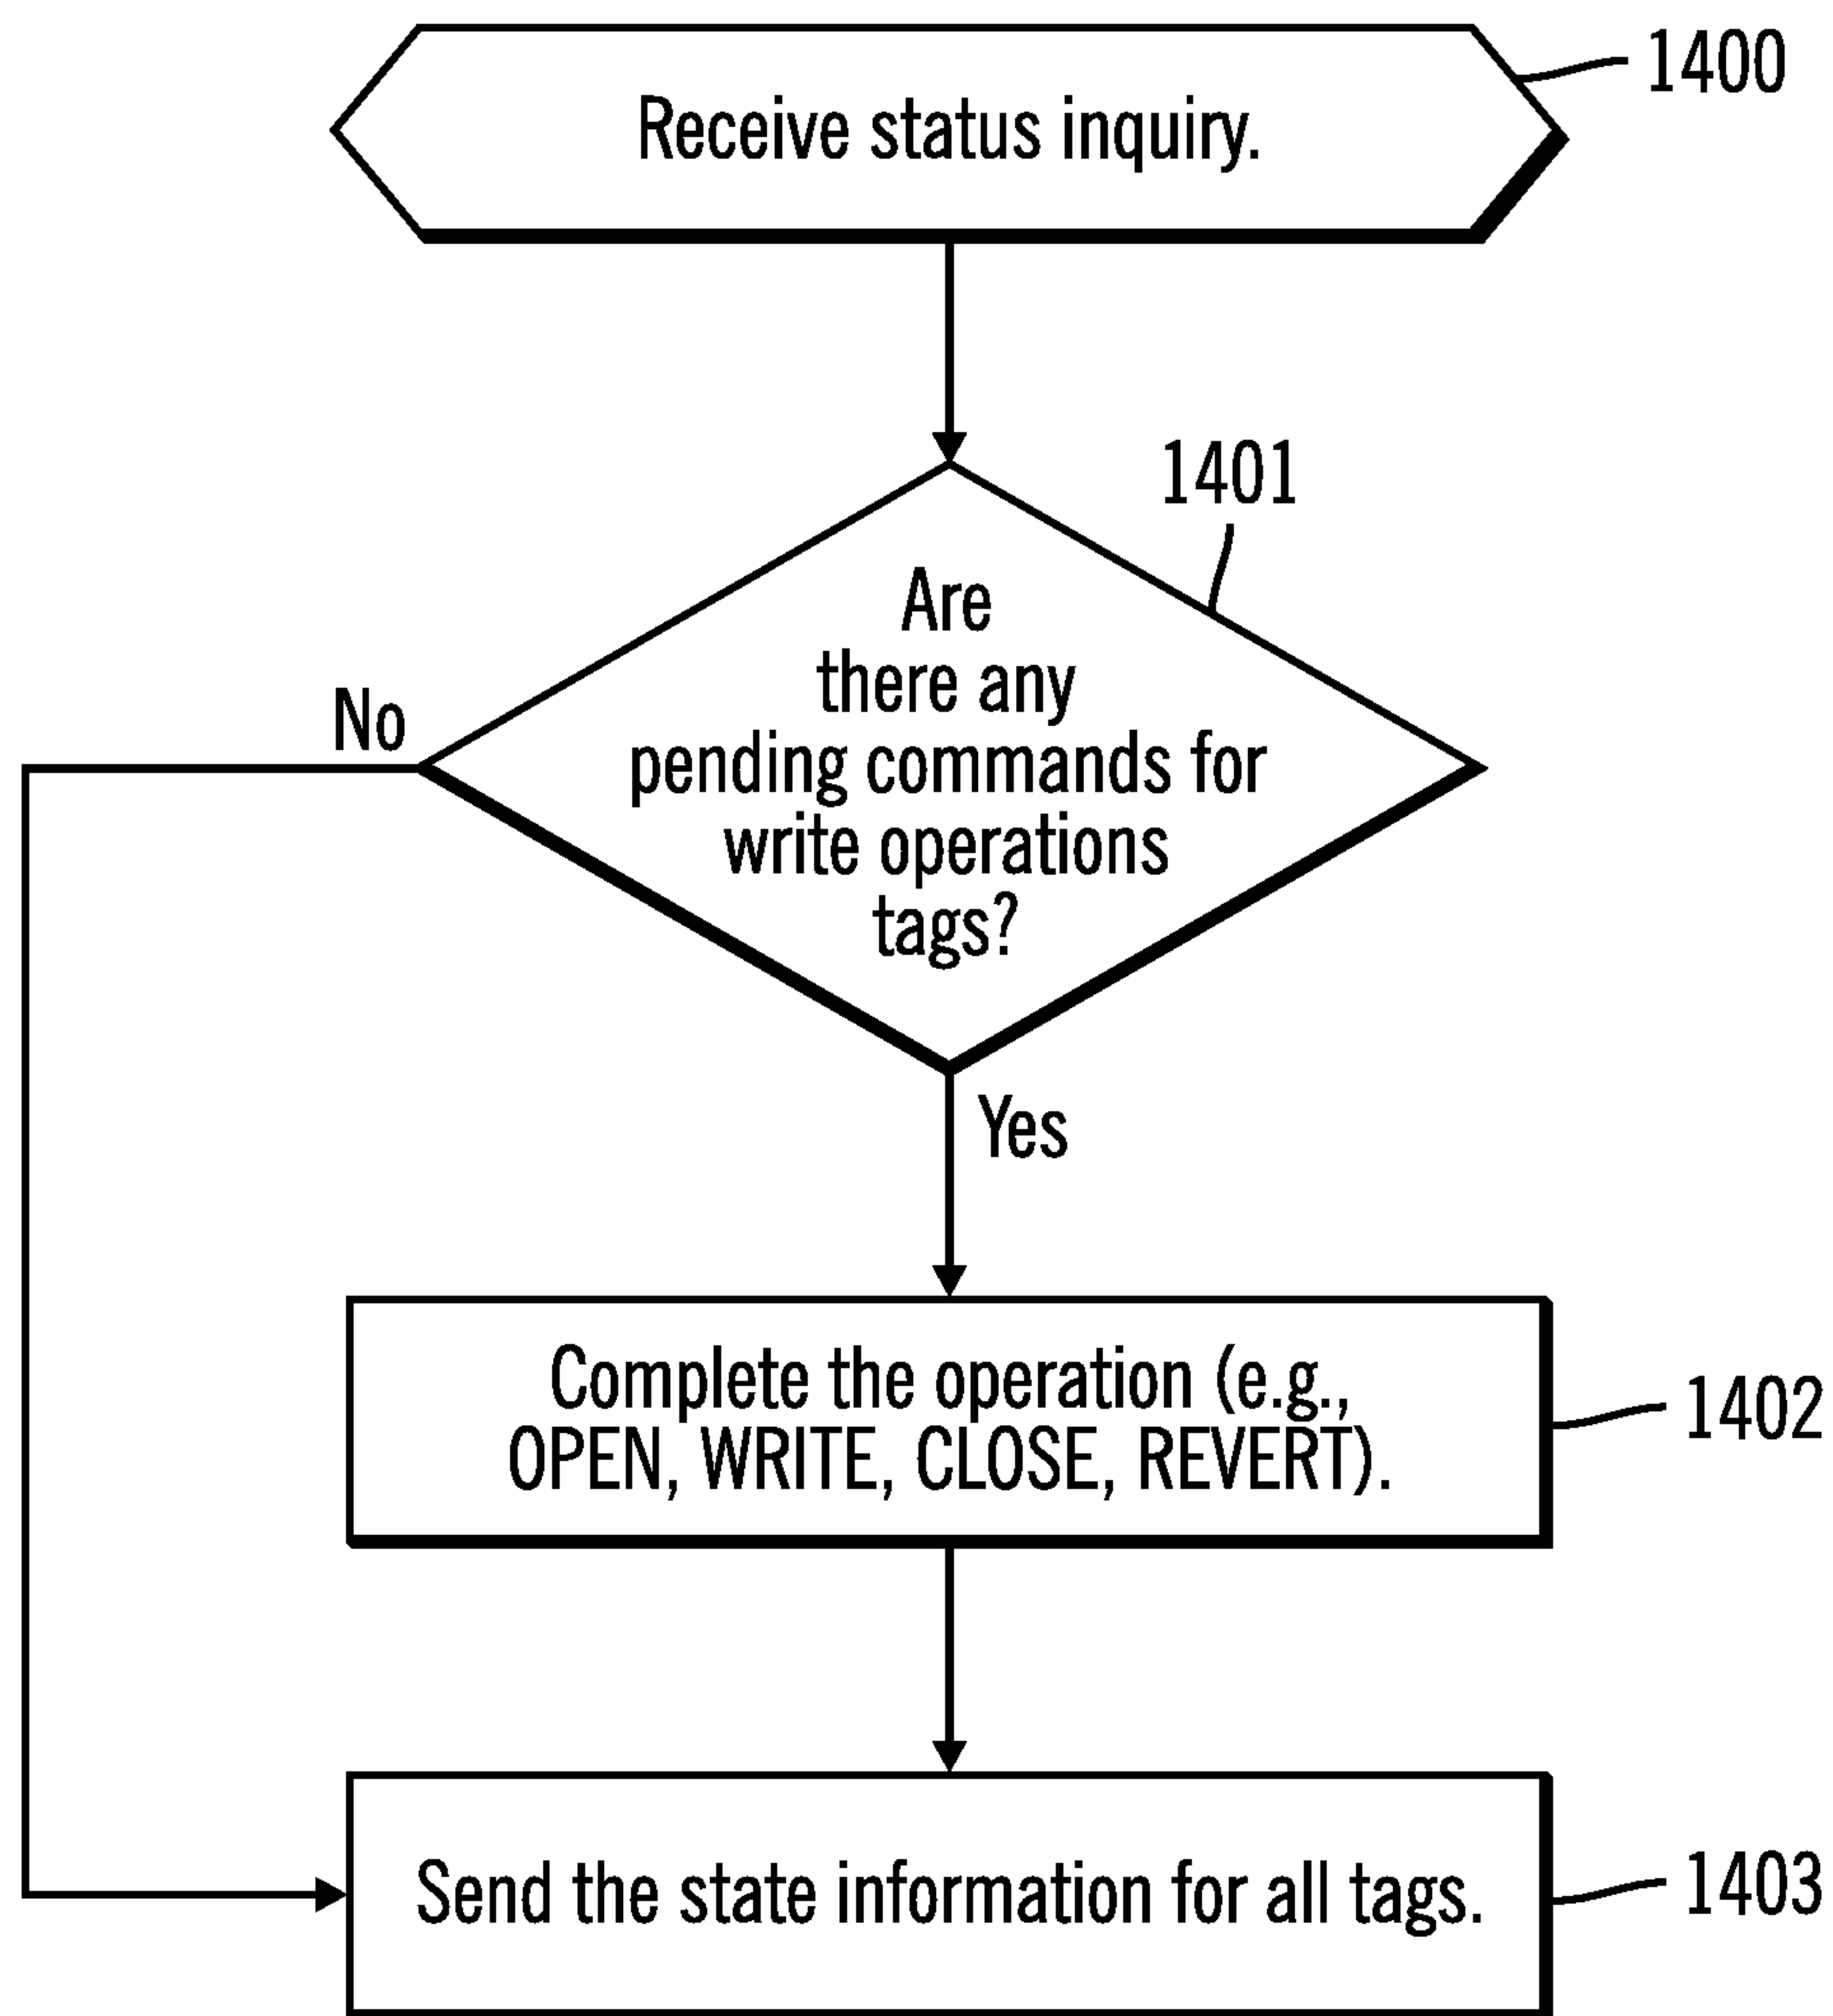 1400
Receive status inquiry.
1401
Are
there any
pending commands for
write operations
tags?
No
Yes
Complete the operation (e.g.,
OPEN, WRITE, CLOSE, REVERT).
1402
Send the state information for all tags.
1403